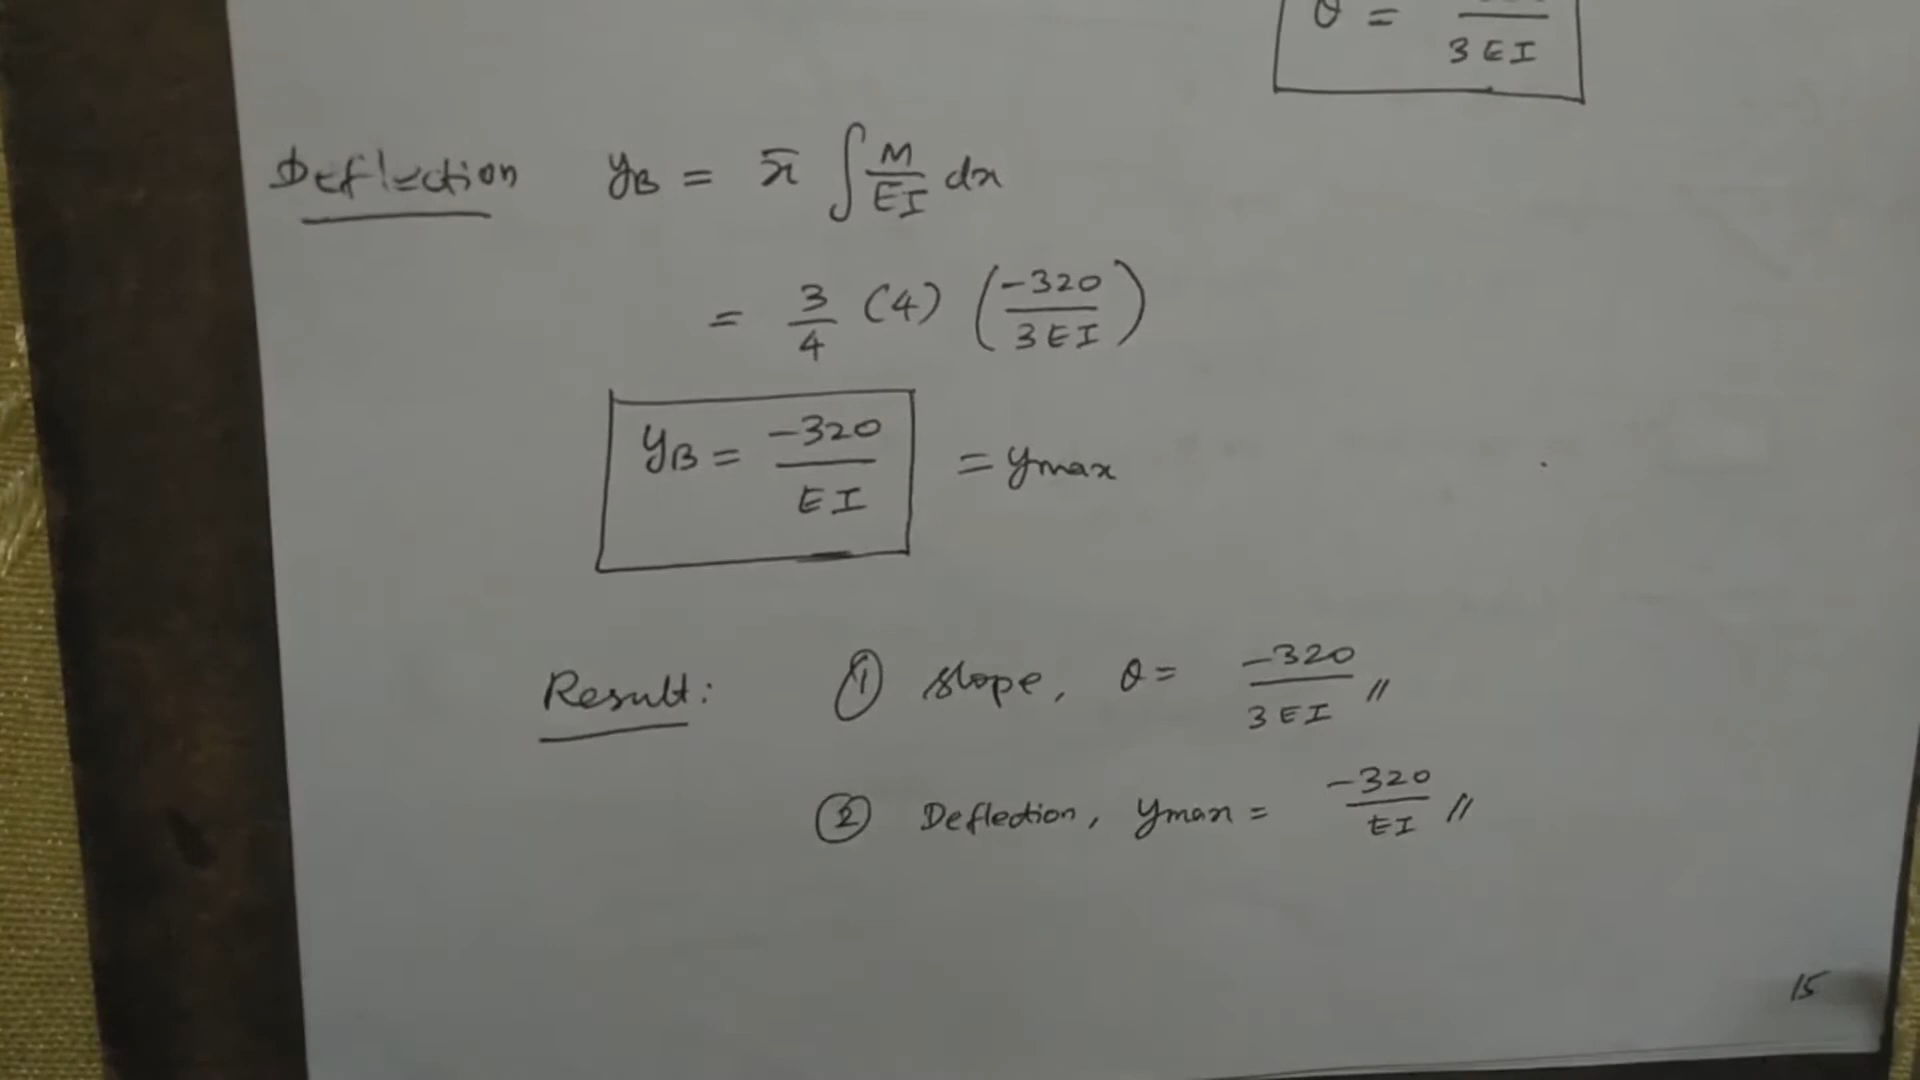 θ = ‾‾ / 3EI
Deflection y_B = x̄ ∫ M/EI dx
= 3/4 (4) (-320/3EI)
y_B = -320/EI = y_max
Result: ① slope, θ = -320/3EI //
② Deflection, y_max = -320/EI //
15